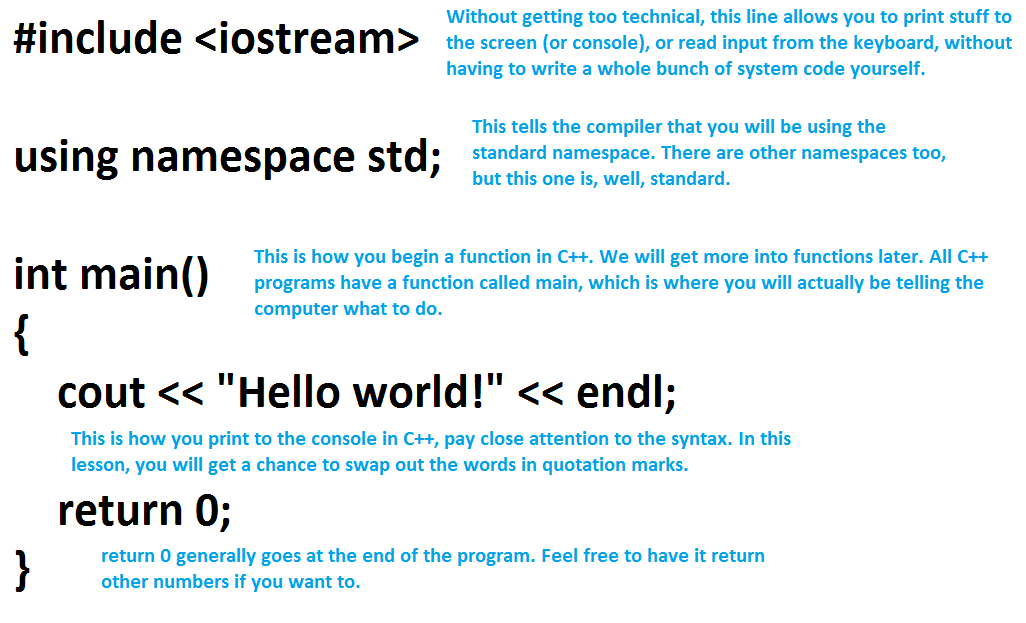 #include <iostream>
Without getting too technical, this line allows you to print stuff to
the screen (or console), or read input from the keyboard, without
having to write a whole bunch of system code yourself.
using namespace std;
This tells the compiler that you will be using the
standard namespace. There are other namespaces too,
but this one is, well, standard.
int main()
This is how you begin a function in C++. We will get more into functions later. All C++
programs have a function called main, which is where you will actually be telling the
computer what to do.
{
cout << "Hello world!" << endl;
This is how you print to the console in C++, pay close attention to the syntax. In this
lesson, you will get a chance to swap out the words in quotation marks.
return 0;
}
return 0 generally goes at the end of the program. Feel free to have it return
other numbers if you want to.